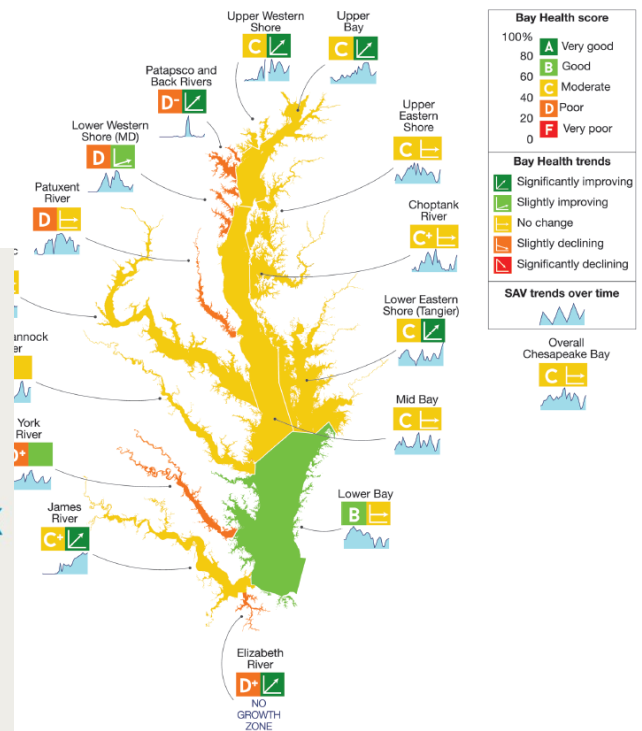 Upper Western
Shore
C
Upper
Bay
C
Patapsco and
Back Rivers
D-
Lower Western
Shore (MD)
D
Patuxent
River
D
Upper
Eastern
Shore
C
Choptank
River
C+
Lower Eastern
Shore (Tangier)
C
Mid Bay
C
Lower Bay
B
c
annock
er
York
River
D+
James
River
C+
Elizabeth
River
D+
NO
GROWTH
ZONE
Bay Health score
100%
80
60
40
20
0
A Very good
B Good
C Moderate
D Poor
F Very poor
Bay Health trends
Significantly improving
Slightly improving
No change
Slightly declining
Significantly declining
SAV trends over time
Overall
Chesapeake Bay
C